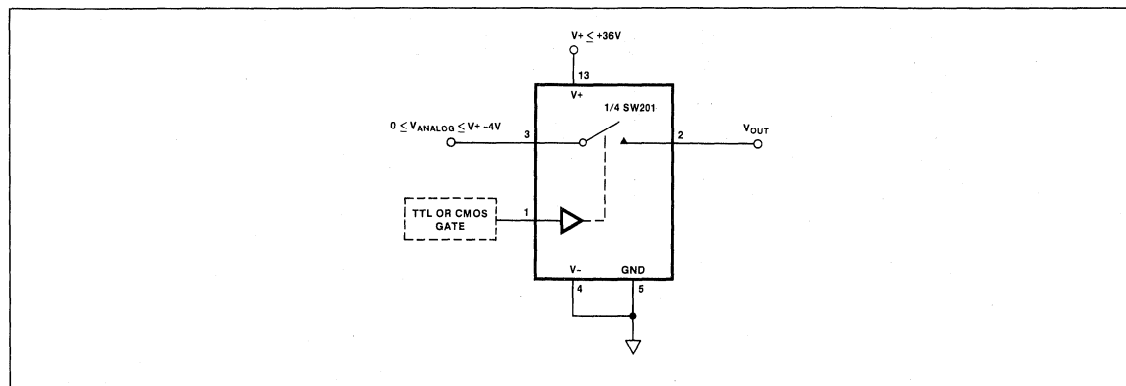 V+ ≤ +36V
13
V+
1/4 SW201
0 ≤ VANALOG ≤ V+ -4V
3
2
VOUT
TTL OR CMOS
GATE
1
V-
GND
4
5